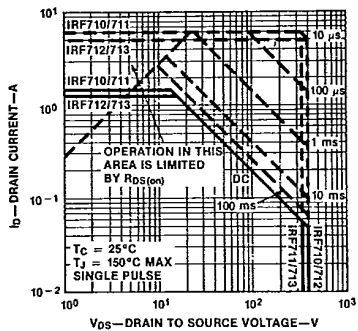 10¹
IRF710/711
10 µs
IRF712/713
100 µs
IRF710/711
10⁰
IRF712/713
1 ms
OPERATION IN THIS
AREA IS LIMITED
BY RDS(on)
DC
10⁻¹
10 ms
100 ms
TC = 25°C
TJ = 150°C MAX
SINGLE PULSE
IRF711/713
IRF710/712
10⁻²
10⁰
10¹
10²
10³
ID—DRAIN CURRENT—A
VDS—DRAIN TO SOURCE VOLTAGE—V